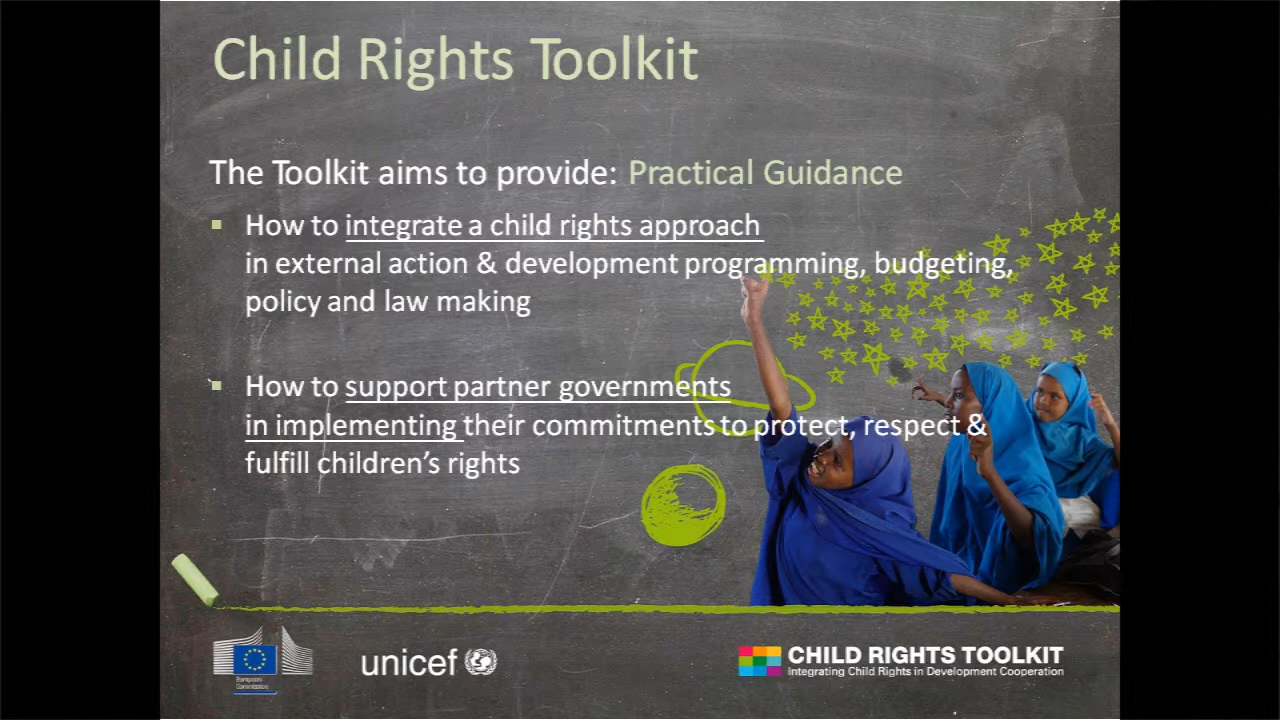 Child Rights Toolkit
The Toolkit aims to provide: Practical Guidance
How to integrate a child rights approach
in external action & development programming, budgeting,
policy and law making
How to support partner governments
in implementing their commitments to protect, respect &
fulfill children’s rights
European
Commission
unicef
CHILD RIGHTS TOOLKIT
Integrating Child Rights in Development Cooperation